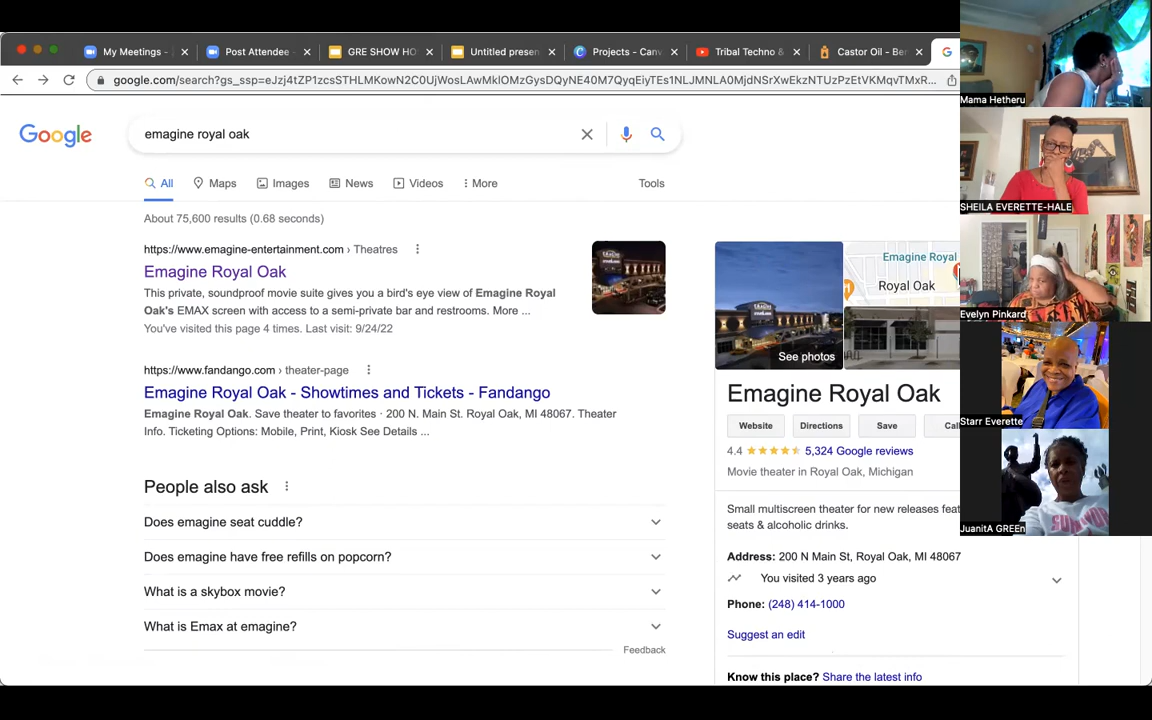 My Meetings -
Post Attendee -
GRE SHOW HO
Untitled presen
Projects - Canv
Tribal Techno &
Castor Oil - Ben
google.com/search?gs_ssp=eJzj4tZP1zcsSTHLMKowN2C0UjWosLAwMklOMzGysDQyNE40M7QyqEiyTEs1NLJMNLA0MjdNSrXwEkzNTUzPzEtVKMqvTMxR...
Google
emagine royal oak
All
Maps
Images
News
Videos
More
Tools
About 75,600 results (0.68 seconds)
https://www.emagine-entertainment.com › Theatres
Emagine Royal Oak
This private, soundproof movie suite gives you a bird's eye view of Emagine Royal
Oak's EMAX screen with access to a semi-private bar and restrooms. More ...
You've visited this page 4 times. Last visit: 9/24/22
https://www.fandango.com › theater-page
Emagine Royal Oak - Showtimes and Tickets - Fandango
Emagine Royal Oak. Save theater to favorites · 200 N. Main St. Royal Oak, MI 48067. Theater
Info. Ticketing Options: Mobile, Print, Kiosk See Details ...
People also ask
Does emagine seat cuddle?
Does emagine have free refills on popcorn?
What is a skybox movie?
What is Emax at emagine?
Feedback
See photos
Emagine Royal
Royal Oak
Emagine Royal Oak
Website
Directions
Save
Cal
4.4
5,324 Google reviews
Movie theater in Royal Oak, Michigan
Small multiscreen theater for new releases feat
seats & alcoholic drinks.
Address: 200 N Main St, Royal Oak, MI 48067
You visited 3 years ago
Phone: (248) 414-1000
Suggest an edit
Know this place? Share the latest info
Mama Hetheru
SHEILA EVERETTE-HALE
Evelyn Pinkard
Starr Everette
JuanitA GREEn